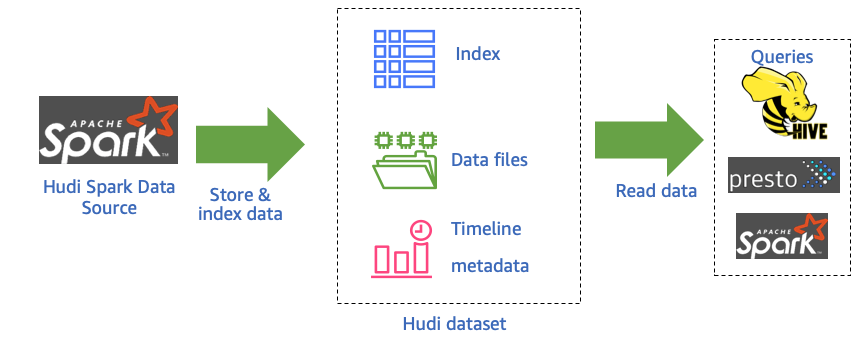 APACHE
Spark™
Hudi Spark Data
Source
Store &
index data
Index
Data files
Timeline
metadata
Hudi dataset
Read data
Queries
HIVE
presto
APACHE
Spark